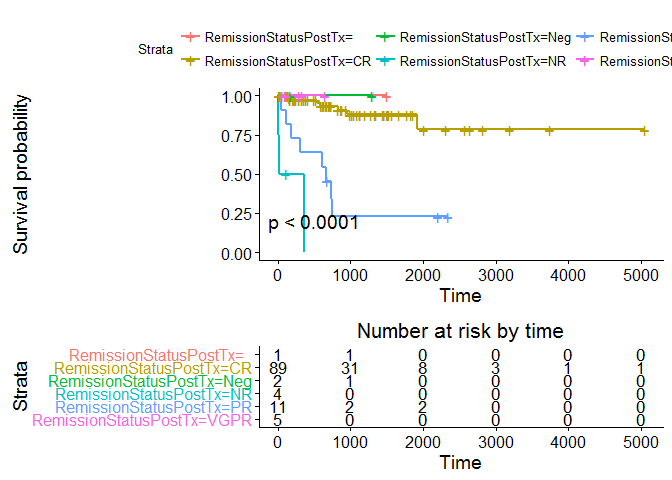 Strata
RemissionStatusPostTx= RemissionStatusPostTx=Neg RemissionSt
RemissionStatusPostTx=CR RemissionStatusPostTx=NR RemissionSt
Survival probability
1.00
0.75
0.50
0.25
0.00
p < 0.0001
0 1000 2000 3000 4000 5000
Time
Number at risk by time
Strata
RemissionStatusPostTx= 1 1 0 0 0 0
RemissionStatusPostTx=CR 89 31 8 3 1 1
RemissionStatusPostTx=Neg 2 1 0 0 0 0
RemissionStatusPostTx=NR 4 0 0 0 0 0
RemissionStatusPostTx=PR 11 2 2 0 0 0
RemissionStatusPostTx=VGPR 5 0 0 0 0 0
0 1000 2000 3000 4000 5000
Time